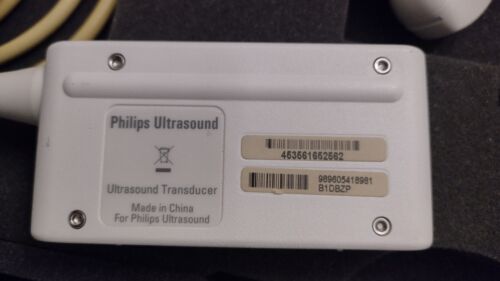 Philips Ultrasound
Ultrasound Transducer
Made in China
For Philips Ultrasound
453561652562
989605418981
B1DBZP